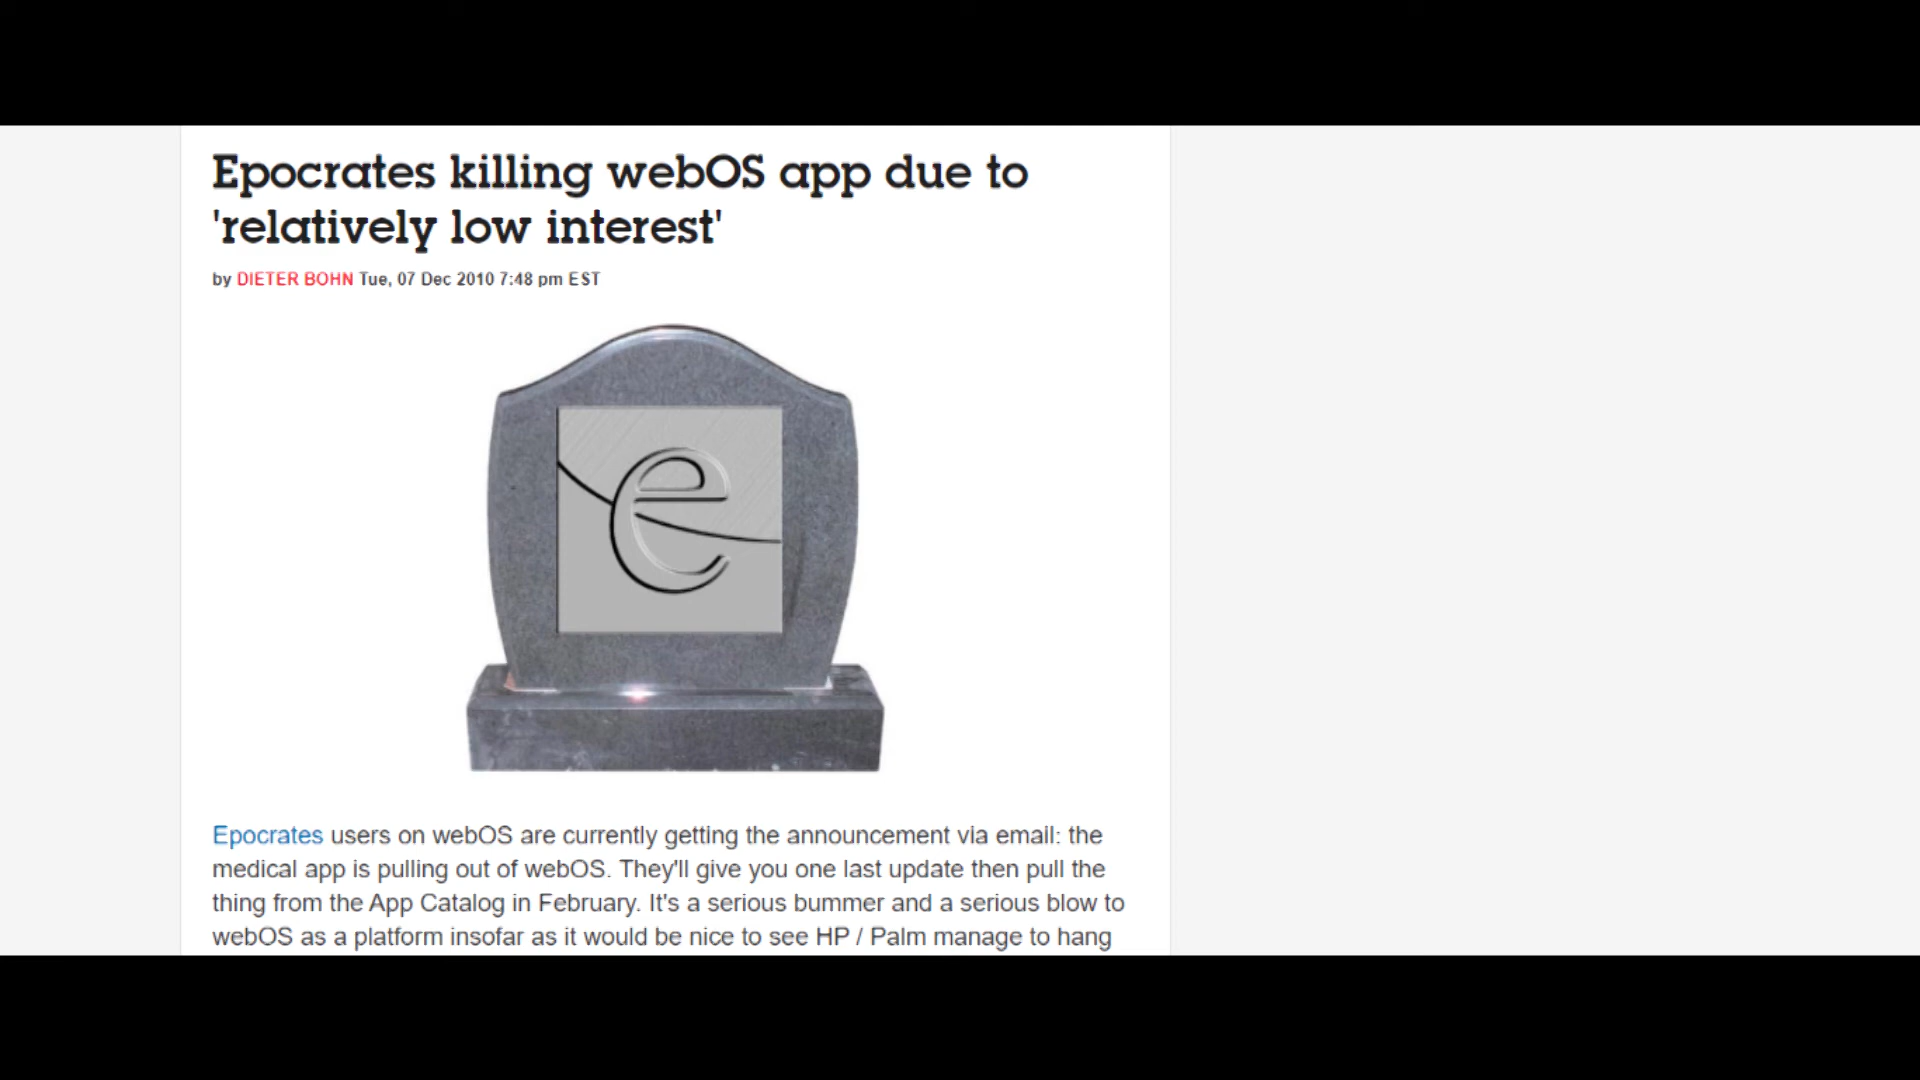 Epocrates killing webOS app due to
'relatively low interest'
by DIETER BOHN Tue, 07 Dec 2010 7:48 pm EST
e
Epocrates users on webOS are currently getting the announcement via email: the
medical app is pulling out of webOS. They'll give you one last update then pull the
thing from the App Catalog in February. It's a serious bummer and a serious blow to
webOS as a platform insofar as it would be nice to see HP / Palm manage to hang